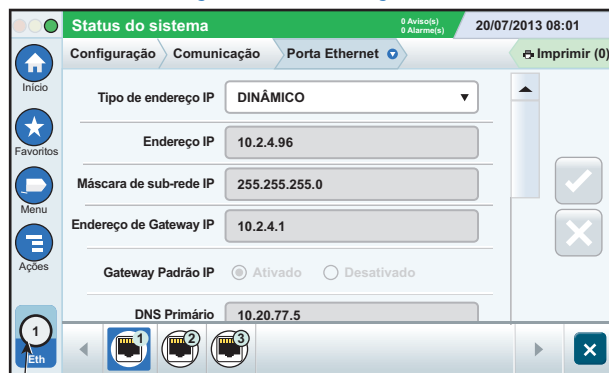 Status do sistema
0 Aviso(s)
0 Alarme(s)
20/07/2013 08:01
Configuração
Comunicação
Porta Ethernet
Imprimir (0)
Início
Favoritos
Menu
Ações
Tipo de endereço IP
DINÂMICO
Endereço IP
10.2.4.96
Máscara de sub-rede IP
255.255.255.0
Endereço de Gateway IP
10.2.4.1
Gateway Padrão IP
Ativado
Desativado
DNS Primário
10.20.77.5
1
Eth
1
2
3